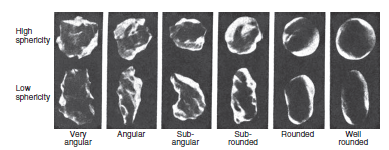 High
sphericity
Low
sphericity
Very
angular
Angular
Sub-
angular
Sub-
rounded
Rounded
Well
rounded